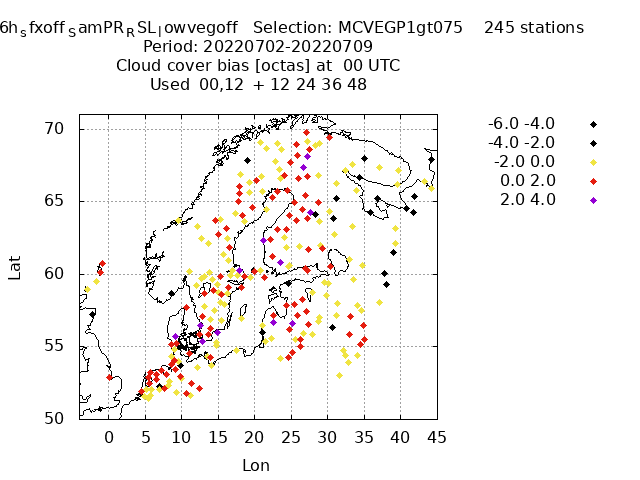 6h_sfxoff_samPR_RSL_lowvegoff Selection: MCVEGP1gt075 245 stations
Period: 20220702-20220709
Cloud cover bias [octas] at 00 UTC
Used 00,12 + 12 24 36 48
-6.0 -4.0
-4.0 -2.0
-2.0 0.0
0.0 2.0
2.0 4.0
70
65
60
55
50
Lat
0 5 10 15 20 25 30 35 40 45
Lon